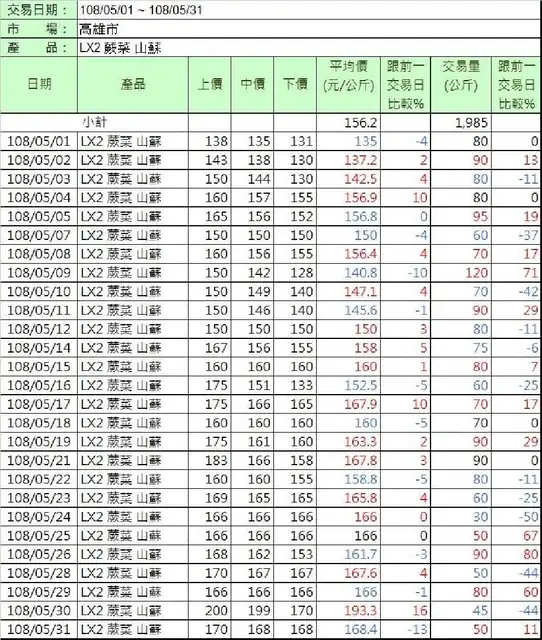 交易日期： 108/05/01 ~ 108/05/31
市　　場： 高雄市
產　　品： LX2 蕨菜 山蘇
日期 產品 上價 中價 下價 平均價(元/公斤) 跟前一交易日比較% 交易量(公斤) 跟前一交易日比較%
小計 156.2 1,985
108/05/01 LX2 蕨菜 山蘇 138 135 131 135 -4 80 0
108/05/02 LX2 蕨菜 山蘇 143 138 130 137.2 2 90 13
108/05/03 LX2 蕨菜 山蘇 150 144 130 142.5 4 80 -11
108/05/04 LX2 蕨菜 山蘇 160 157 155 156.9 10 80 0
108/05/05 LX2 蕨菜 山蘇 165 156 152 156.8 0 95 19
108/05/07 LX2 蕨菜 山蘇 150 150 150 150 -4 60 -37
108/05/08 LX2 蕨菜 山蘇 160 156 155 156.4 4 70 17
108/05/09 LX2 蕨菜 山蘇 150 142 128 140.8 -10 120 71
108/05/10 LX2 蕨菜 山蘇 150 149 140 147.1 4 70 -42
108/05/11 LX2 蕨菜 山蘇 150 146 140 145.6 -1 90 29
108/05/12 LX2 蕨菜 山蘇 150 150 150 150 3 80 -11
108/05/14 LX2 蕨菜 山蘇 167 156 155 158 5 75 -6
108/05/15 LX2 蕨菜 山蘇 160 160 160 160 1 80 7
108/05/16 LX2 蕨菜 山蘇 175 151 133 152.5 -5 60 -25
108/05/17 LX2 蕨菜 山蘇 175 166 165 167.9 10 70 17
108/05/18 LX2 蕨菜 山蘇 160 160 160 160 -5 70 0
108/05/19 LX2 蕨菜 山蘇 175 161 160 163.3 2 90 29
108/05/21 LX2 蕨菜 山蘇 183 166 158 167.8 3 90 0
108/05/22 LX2 蕨菜 山蘇 160 160 155 158.8 -5 80 -11
108/05/23 LX2 蕨菜 山蘇 169 165 165 165.8 4 60 -25
108/05/24 LX2 蕨菜 山蘇 166 166 166 166 0 30 -50
108/05/25 LX2 蕨菜 山蘇 166 166 166 166 0 50 67
108/05/26 LX2 蕨菜 山蘇 168 162 153 161.7 -3 90 80
108/05/28 LX2 蕨菜 山蘇 170 167 167 167.6 4 50 -44
108/05/29 LX2 蕨菜 山蘇 166 166 166 166 -1 80 60
108/05/30 LX2 蕨菜 山蘇 200 199 170 193.3 16 45 -44
108/05/31 LX2 蕨菜 山蘇 170 168 168 168.4 -13 50 11